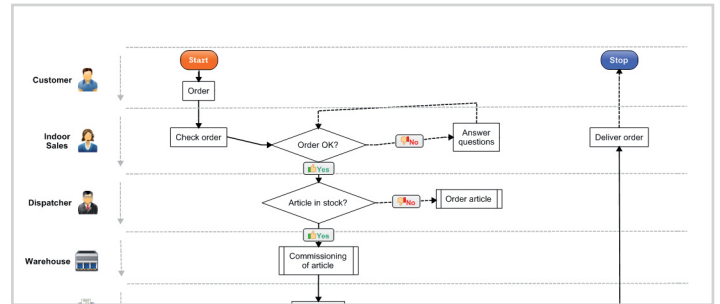 Start
Stop
Customer
Order
Indoor
Sales
Check order
Order OK?
No
Answer
questions
Deliver order
Yes
Dispatcher
Article in stock?
No
Order article
Yes
Warehouse
Commissioning
of article